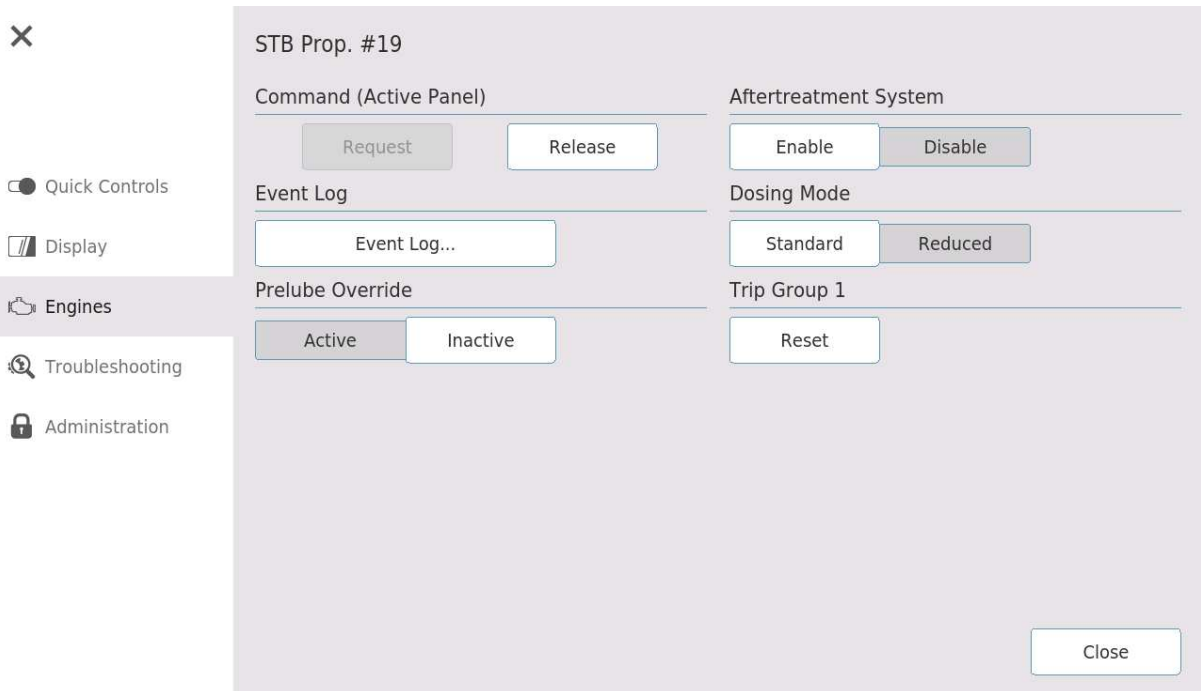 Quick Controls
Display
Engines
Troubleshooting
Administration
STB Prop. #19
Command (Active Panel)
Request Release
Event Log
Event Log...
Prelube Override
Active Inactive
Aftertreatment System
Enable Disable
Dosing Mode
Standard Reduced
Trip Group 1
Reset
Close